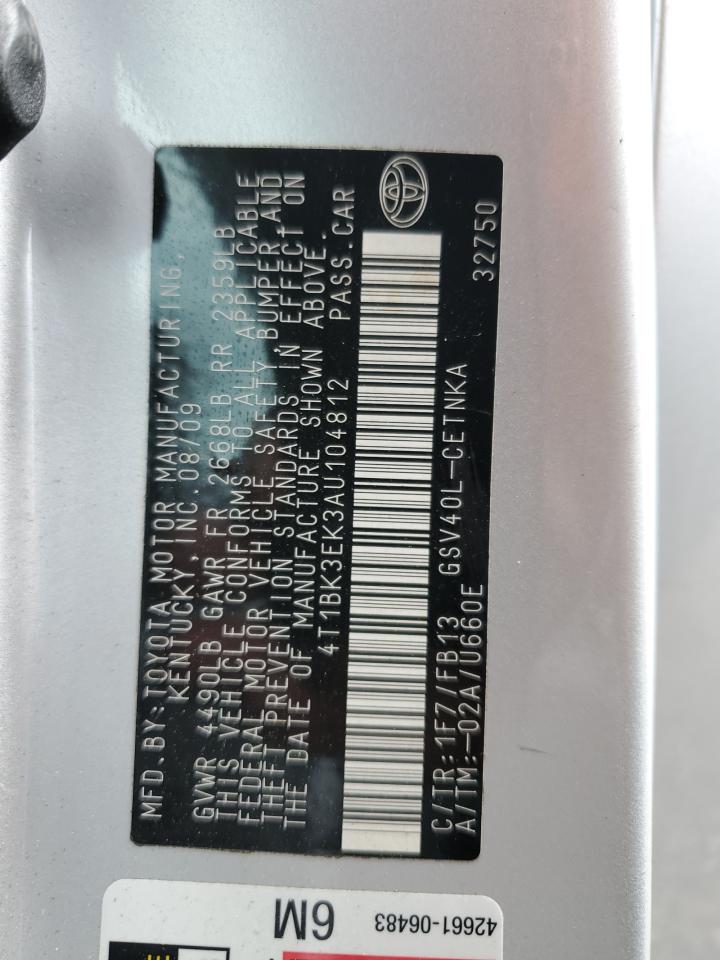 MFD.BY:TOYOTA MOTOR MANUFACTURING,
KENTUCKY, INC. 08/09
GVWR 4490LB GAWR FR 2668LB RR 2359LB
THIS VEHICLE CONFORMS TO ALL APPLICABLE
FEDERAL MOTOR VEHICLE SAFETY, BUMPER, AND
THEFT PREVENTION STANDARDS IN EFFECT ON
THE DATE OF MANUFACTURE SHOWN ABOVE.
4T1BK3EK3AU104812 PASS.CAR
C/TR:1F7/FB13 GSV40L-CETNKA
A/TM:-02A/U660E 32750
42661-06483
6M